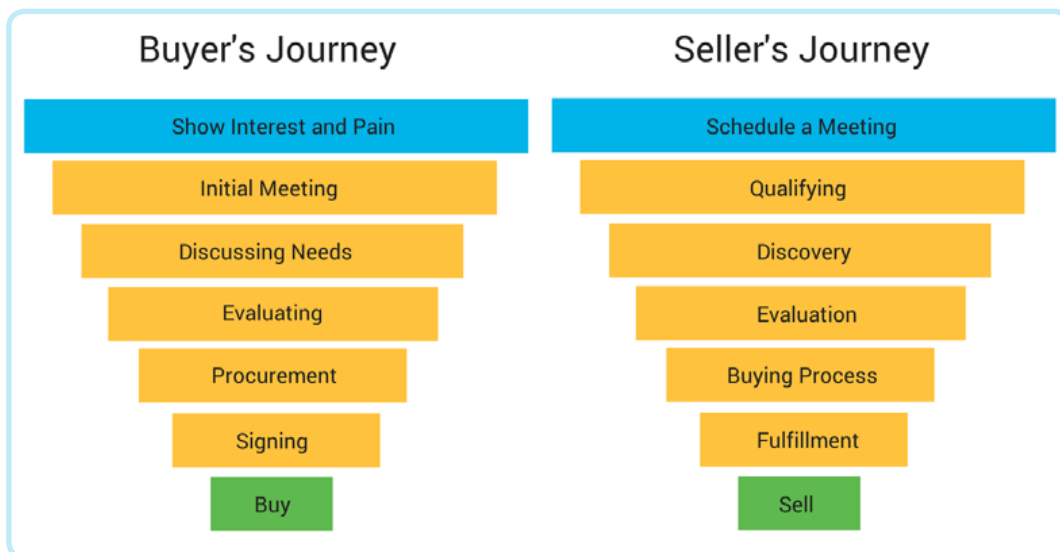 Buyer's Journey
Show Interest and Pain
Initial Meeting
Discussing Needs
Evaluating
Procurement
Signing
Buy
Seller's Journey
Schedule a Meeting
Qualifying
Discovery
Evaluation
Buying Process
Fulfillment
Sell